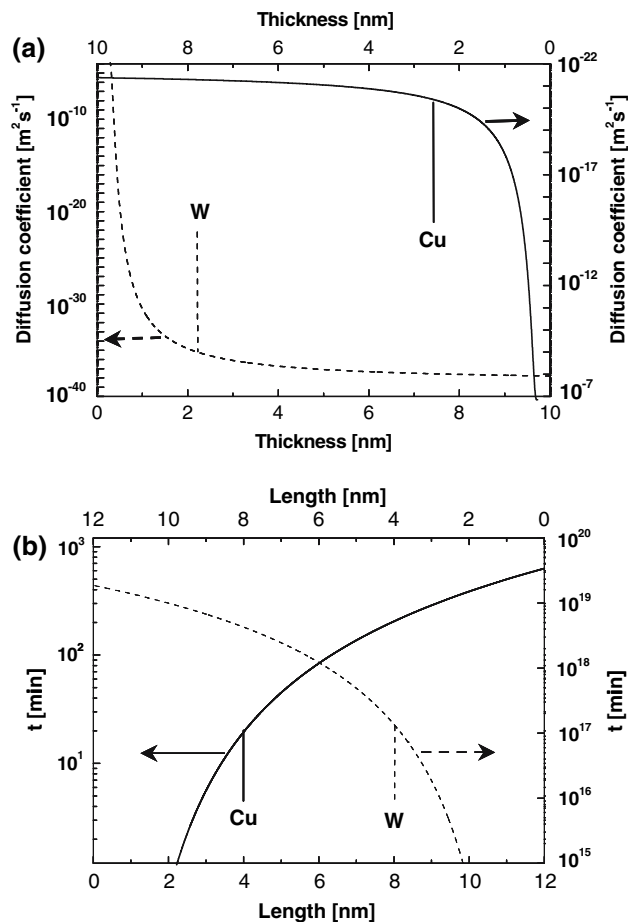 Thickness [nm]
(a)
10 8 6 4 2 0
Diffusion coefficient [m²s⁻¹]
10⁻¹⁰
10⁻²⁰
10⁻³⁰
10⁻⁴⁰
W
Cu
10⁻²²
10⁻¹⁷
10⁻¹²
10⁻⁷
Diffusion coefficient [m²s⁻¹]
0 2 4 6 8 10
Thickness [nm]
Length [nm]
(b)
12 10 8 6 4 2 0
t [min]
10³
10²
10¹
Cu
W
10²⁰
10¹⁹
10¹⁸
10¹⁷
10¹⁶
10¹⁵
t [min]
0 2 4 6 8 10 12
Length [nm]